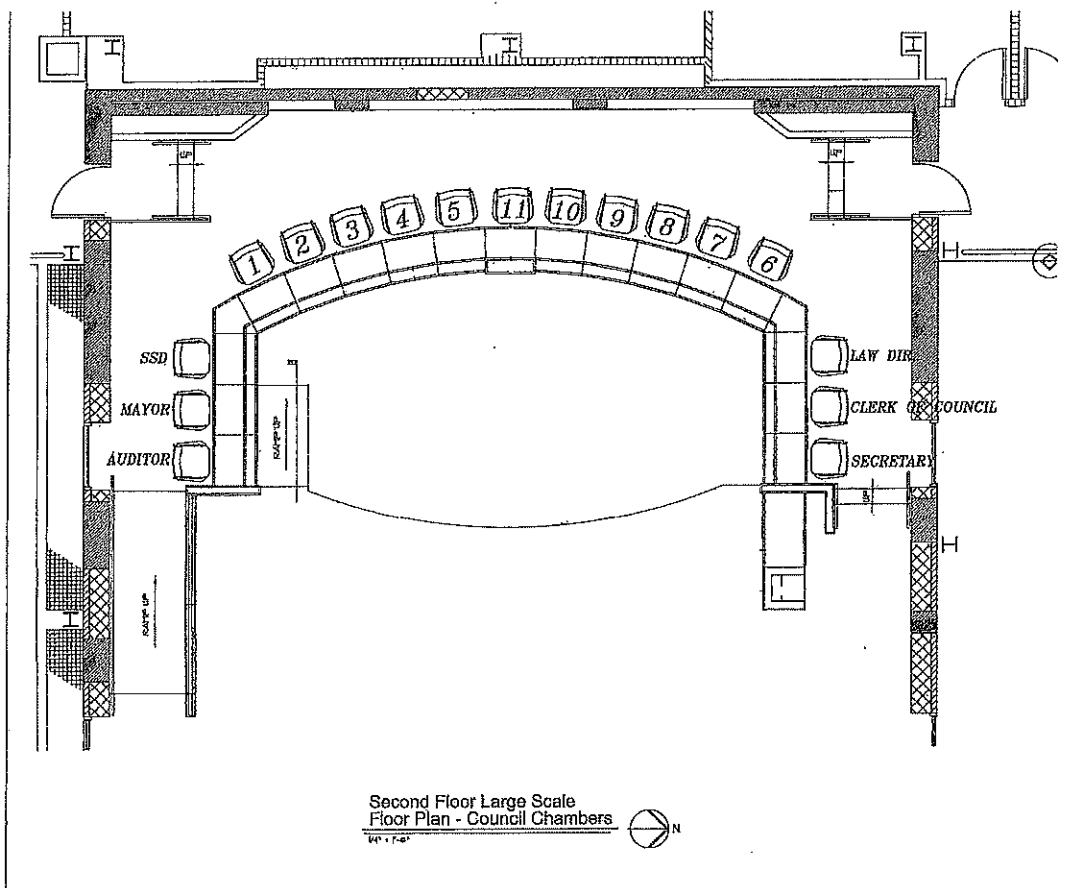 UP
UP
1
2
3
4
5
11
10
9
8
7
6
SSD
LAW DIR
MAYOR
RAMP UP
CLERK OF COUNCIL
AUDITOR
SECRETARY
UP
RAMP UP
Second Floor Large Scale
Floor Plan - Council Chambers
N